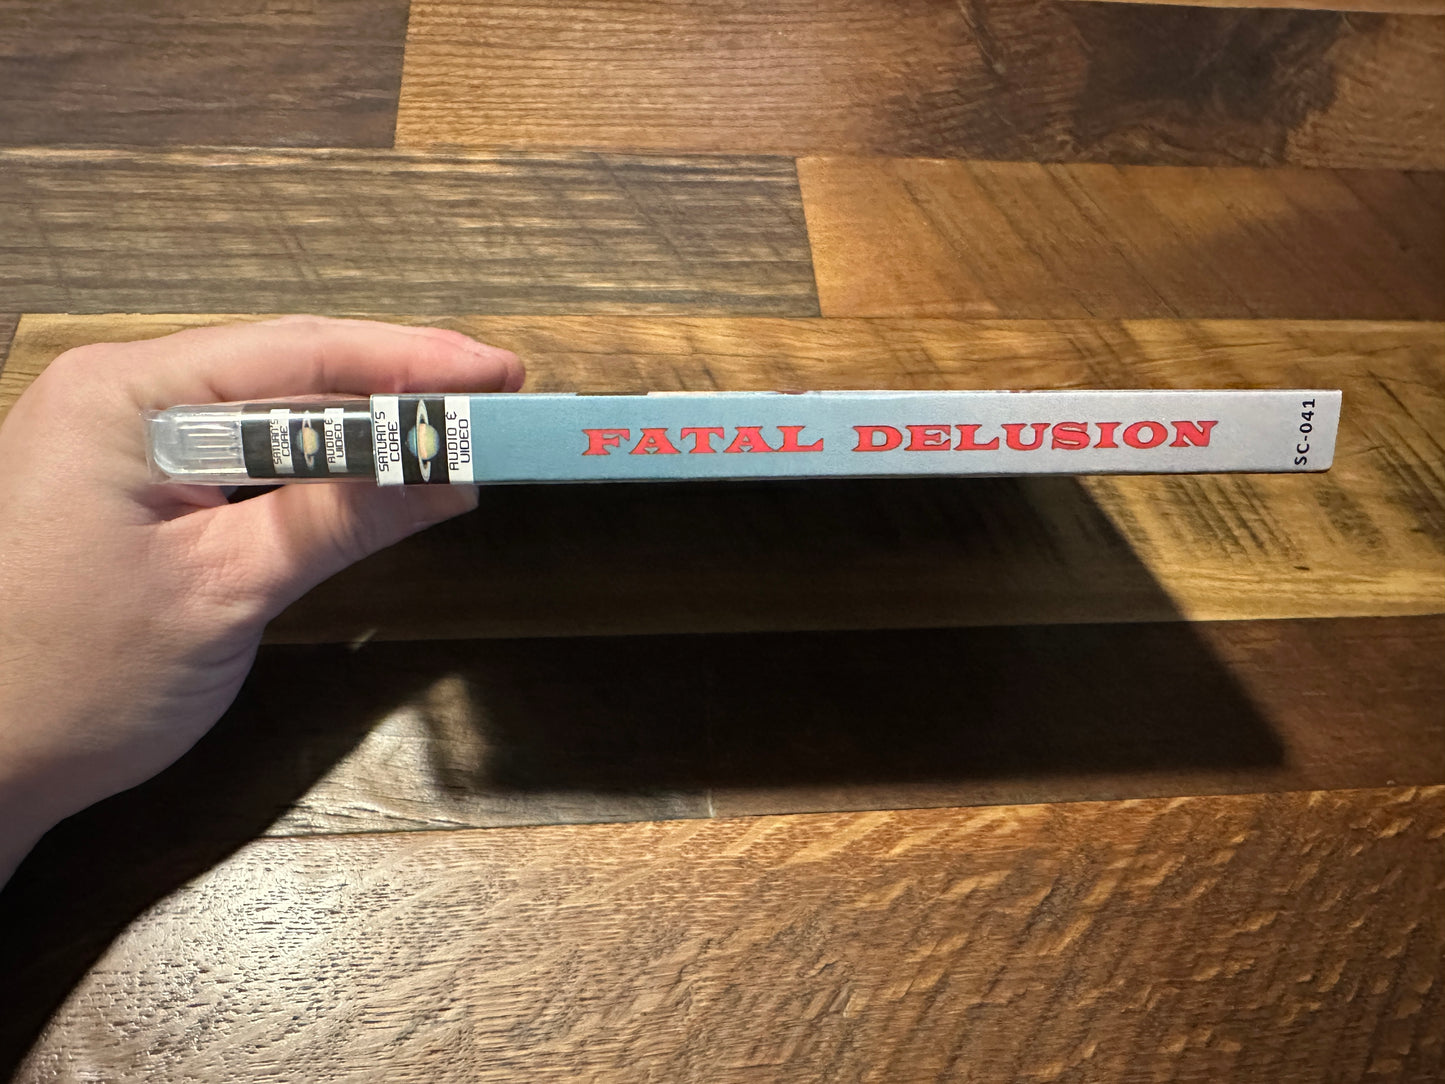 SATURN'S
CORE
AUDIO &
VIDEO
SATURN'S
CORE
AUDIO &
VIDEO
FATAL DELUSION
SC-041